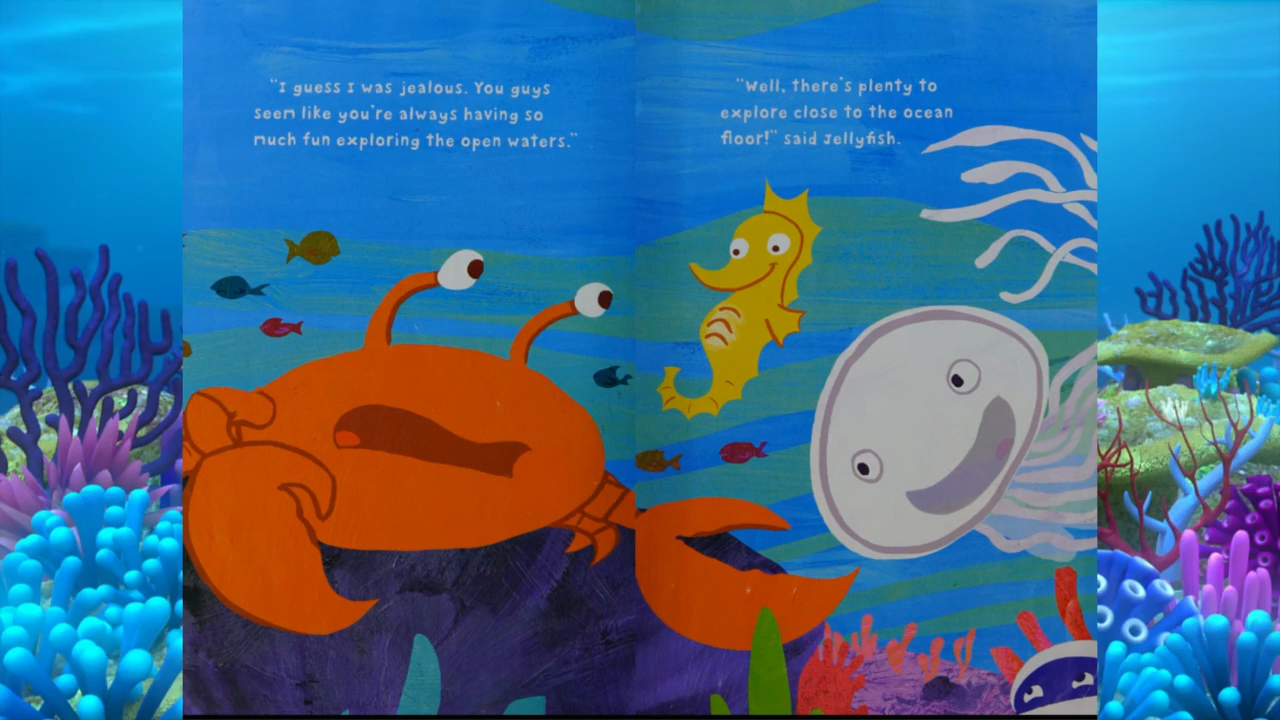 "I guess I was jealous. You guys
seem like you're always having so
much fun exploring the open waters."
"Well, there's plenty to
explore close to the ocean
floor!" said Jellyfish.